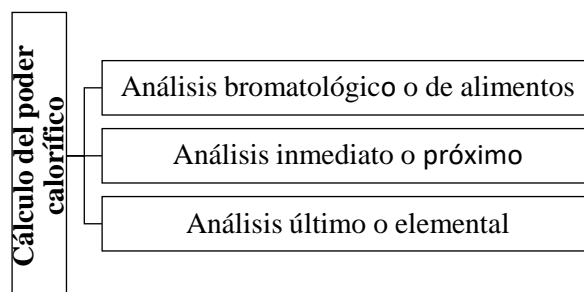 Cálculo del poder
calorífico
Análisis bromatológico o de alimentos
Análisis inmediato o próximo
Análisis último o elemental